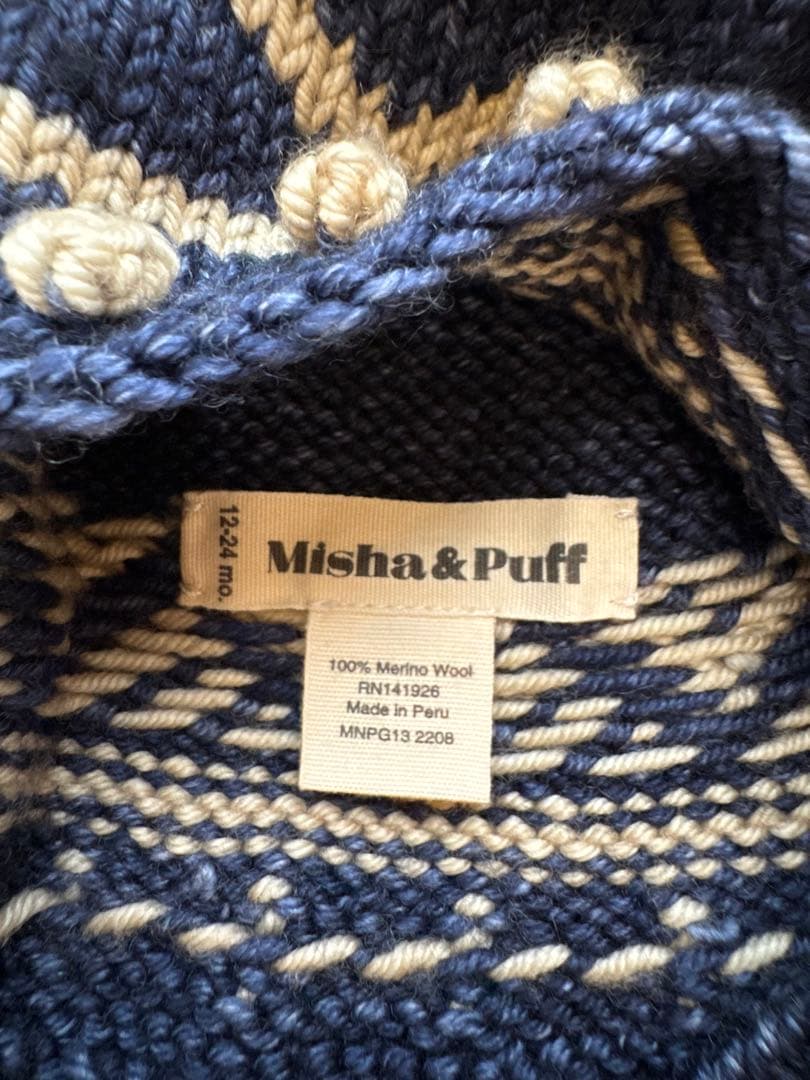 12-24 mo.
Misha & Puff
100% Merino Wool
RN141926
Made in Peru
MNPG13 2208